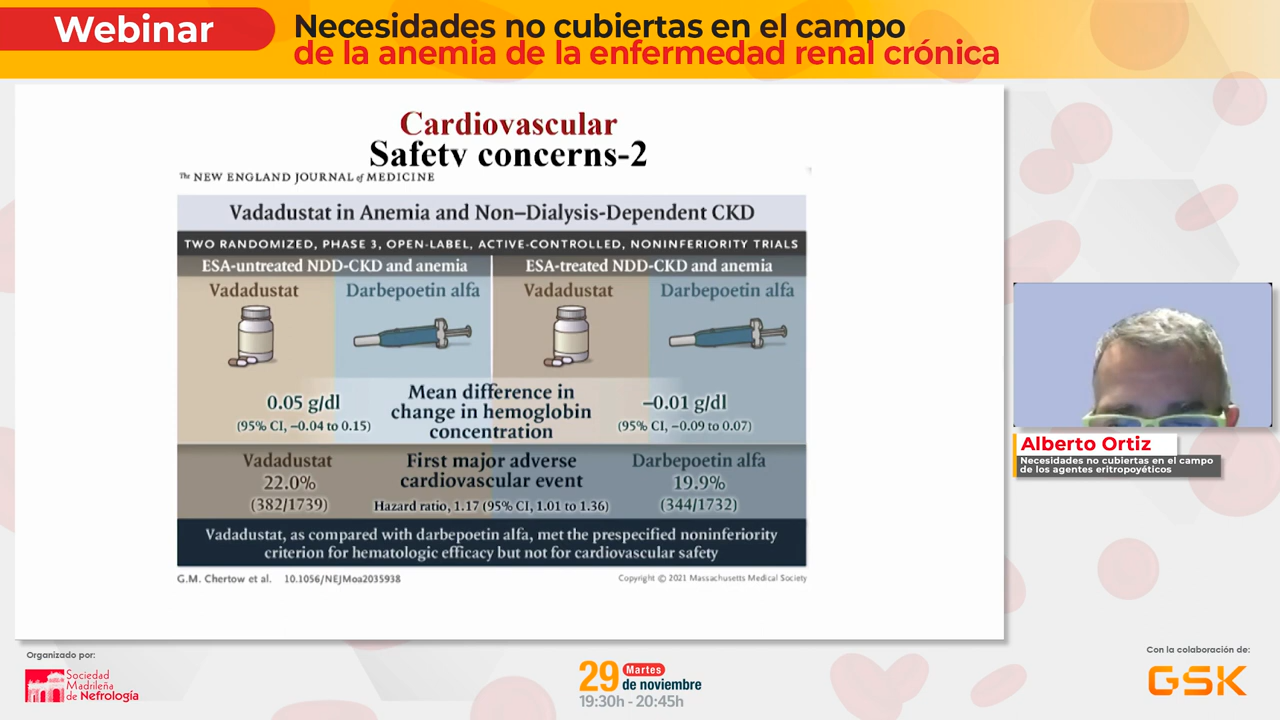 Webinar
Necesidades no cubiertas en el campo
de la anemia de la enfermedad renal crónica
Cardiovascular
Safety concerns-2
The NEW ENGLAND JOURNAL of MEDICINE
Vadadustat in Anemia and Non–Dialysis-Dependent CKD
TWO RANDOMIZED, PHASE 3, OPEN-LABEL, ACTIVE-CONTROLLED, NONINFERIORITY TRIALS
ESA-untreated NDD-CKD and anemia
ESA-treated NDD-CKD and anemia
Vadadustat
Darbepoetin alfa
Vadadustat
Darbepoetin alfa
0.05 g/dl
(95% CI, –0.04 to 0.15)
Mean difference in
change in hemoglobin
concentration
–0.01 g/dl
(95% CI, –0.09 to 0.07)
Vadadustat
22.0%
(382/1739)
First major adverse
cardiovascular event
Hazard ratio, 1.17 (95% CI, 1.01 to 1.36)
Darbepoetin alfa
19.9%
(344/1732)
Vadadustat, as compared with darbepoetin alfa, met the prespecified noninferiority
criterion for hematologic efficacy but not for cardiovascular safety
G.M. Chertow et al. 10.1056/NEJMoa2035938
Copyright © 2021 Massachusetts Medical Society
Alberto Ortiz
Necesidades no cubiertas en el campo
de los agentes eritropoyéticos
Organizado por:
Sociedad
Madrileña
de Nefrología
29
Martes
de noviembre
19:30h - 20:45h
Con la colaboración de:
GSK